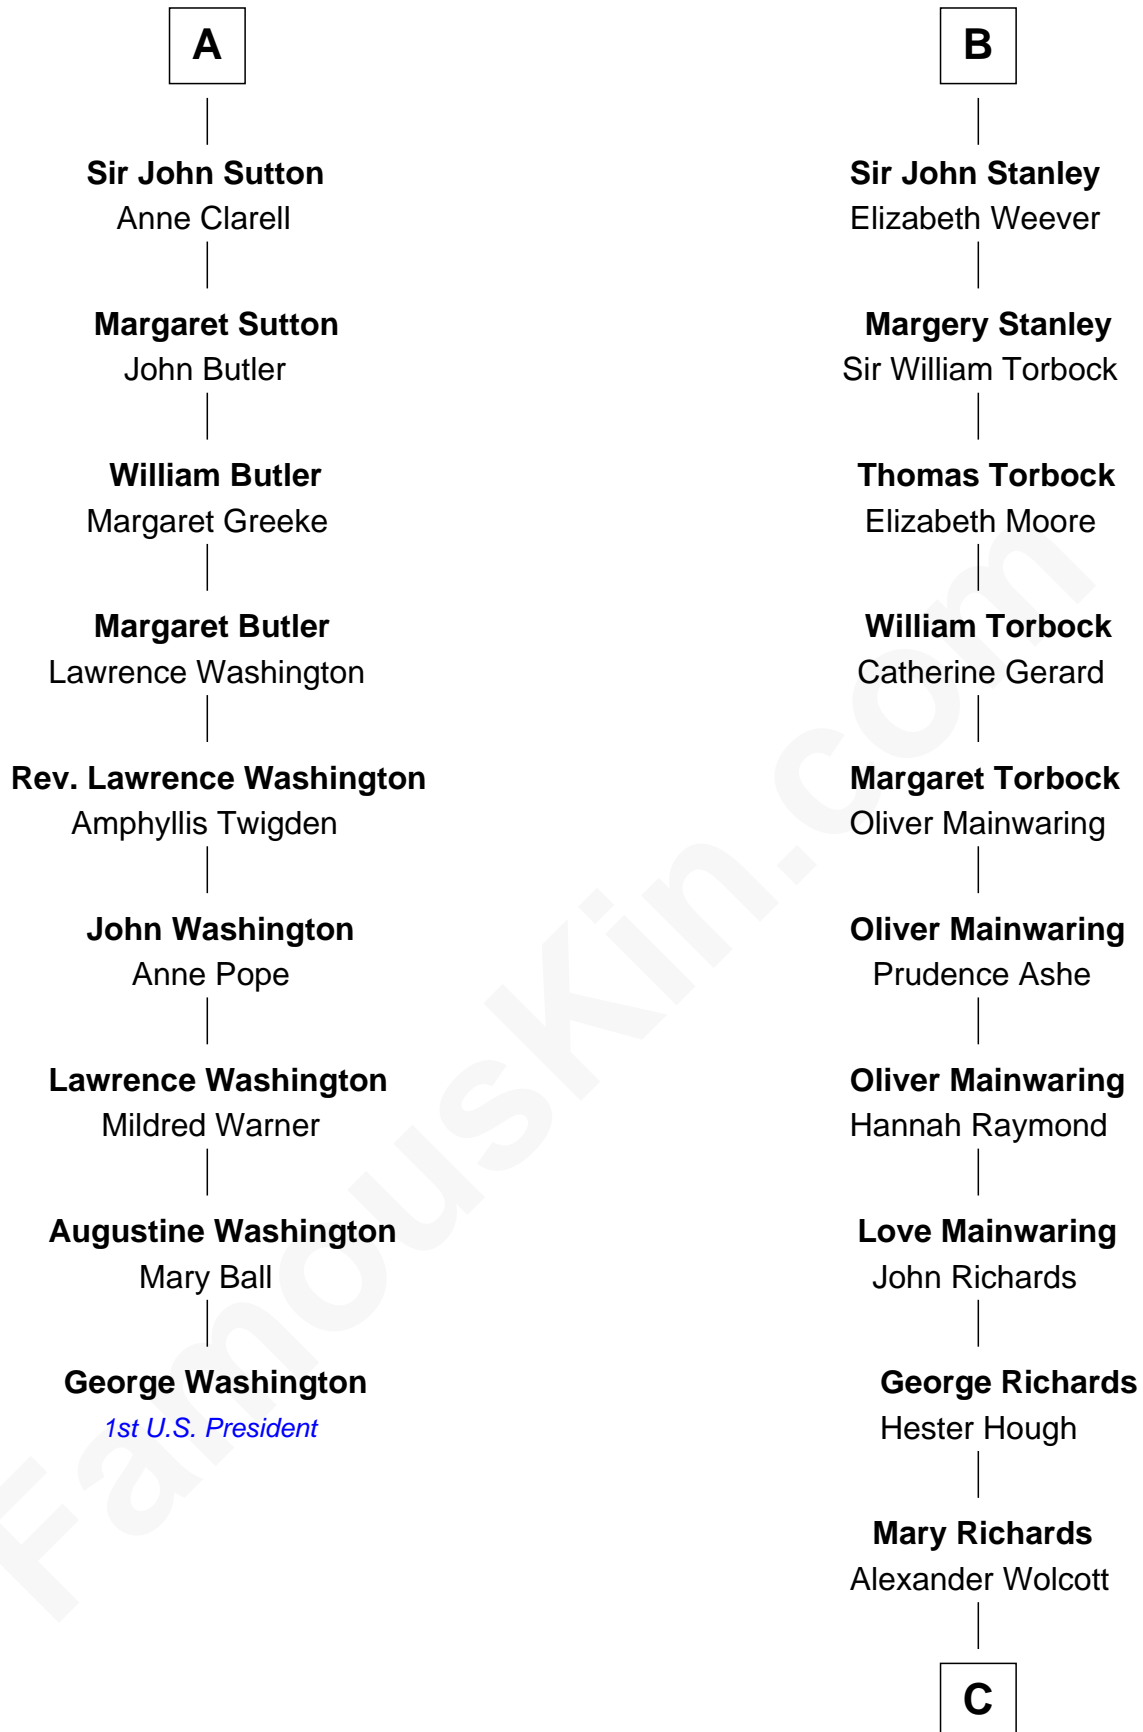 A
Sir John Sutton
Anne Clarell
Margaret Sutton
John Butler
William Butler
Margaret Greeke
Margaret Butler
Lawrence Washington
Rev. Lawrence Washington
Amphyllis Twigden
John Washington
Anne Pope
Lawrence Washington
Mildred Warner
Augustine Washington
Mary Ball
George Washington
1st U.S. President
B
Sir John Stanley
Elizabeth Weever
Margery Stanley
Sir William Torbock
Thomas Torbock
Elizabeth Moore
William Torbock
Catherine Gerard
Margaret Torbock
Oliver Mainwaring
Oliver Mainwaring
Prudence Ashe
Oliver Mainwaring
Hannah Raymond
Love Mainwaring
John Richards
George Richards
Hester Hough
Mary Richards
Alexander Wolcott
C
FamousKin.com